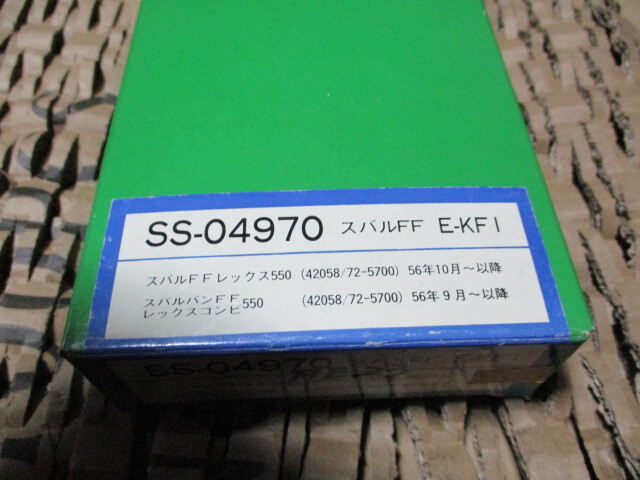 SS-04970 スバルFF E-KF1
スバルFFレックス550 (42058/72-5700) 56年10月~以降
スバルバンFF
レックスコンビ550 (42058/72-5700) 56年9月~以降
SS-04970